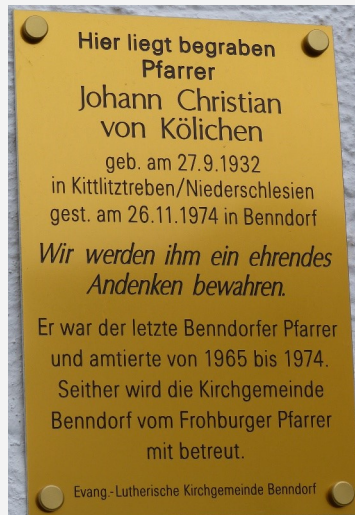 Hier liegt begraben
Pfarrer
Johann Christian
von Kölichen
geb. am 27.9.1932
in Kittlitztreben/Niederschlesien
gest. am 26.11.1974 in Benndorf
Wir werden ihm ein ehrendes
Andenken bewahren.
Er war der letzte Benndorfer Pfarrer
und amtierte von 1965 bis 1974.
Seither wird die Kirchgemeinde
Benndorf vom Frohburger Pfarrer
mit betreut.
Evang.-Lutherische Kirchgemeinde Benndorf